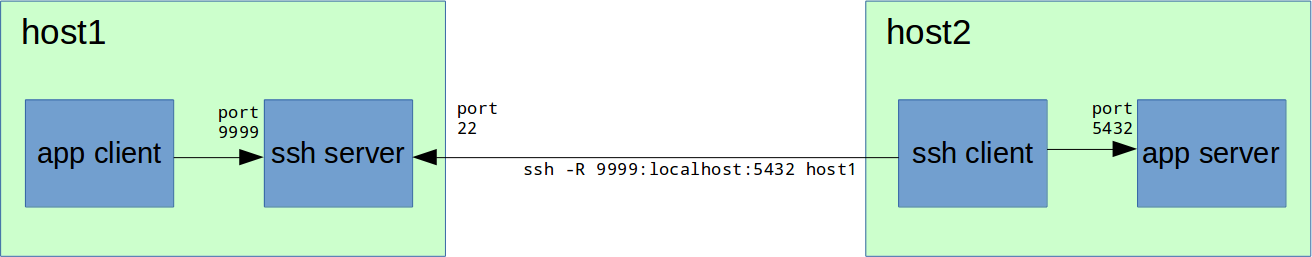 host1
host2
port
9999
port
22
port
5432
app client
ssh server
ssh client
app server
ssh -R 9999:localhost:5432 host1